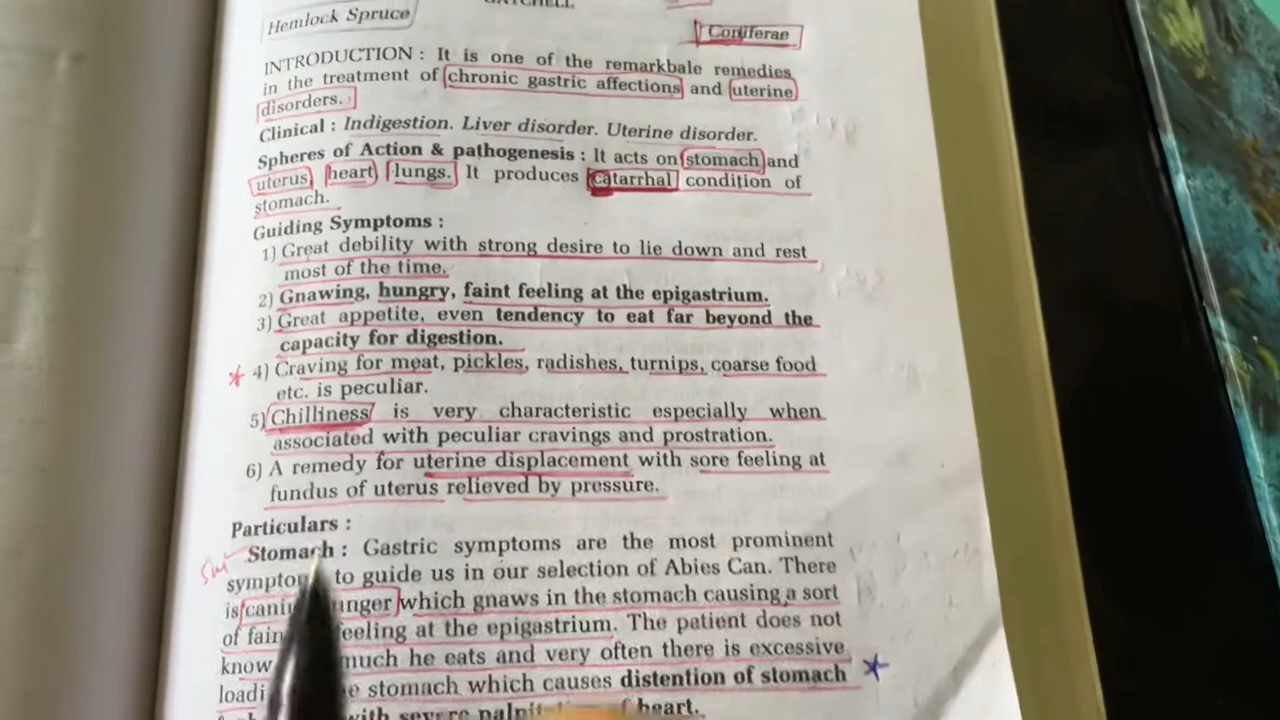 Hemlock Spruce
Coniferae
INTRODUCTION : It is one of the remarkbale remedies
in the treatment of chronic gastric affections and uterine
disorders.
Clinical : Indigestion. Liver disorder. Uterine disorder.
Spheres of Action & pathogenesis : It acts on stomach and
uterus, heart, lungs. It produces catarrhal condition of
stomach.
Guiding Symptoms :
1) Great debility with strong desire to lie down and rest
most of the time.
2) Gnawing, hungry, faint feeling at the epigastrium.
3) Great appetite, even tendency to eat far beyond the
capacity for digestion.
4) Craving for meat, pickles, radishes, turnips, coarse food
etc. is peculiar.
5) Chilliness is very characteristic especially when
associated with peculiar cravings and prostration.
6) A remedy for uterine displacement with sore feeling at
fundus of uterus relieved by pressure.
Particulars :
Stomach : Gastric symptoms are the most prominent
to guide us in our selection of Abies Can. There
is which gnaws in the stomach causing a sort
of feeling at the epigastrium. The patient does not
know much he eats and very often there is excessive
stomach which causes distention of stomach
with severe heart.